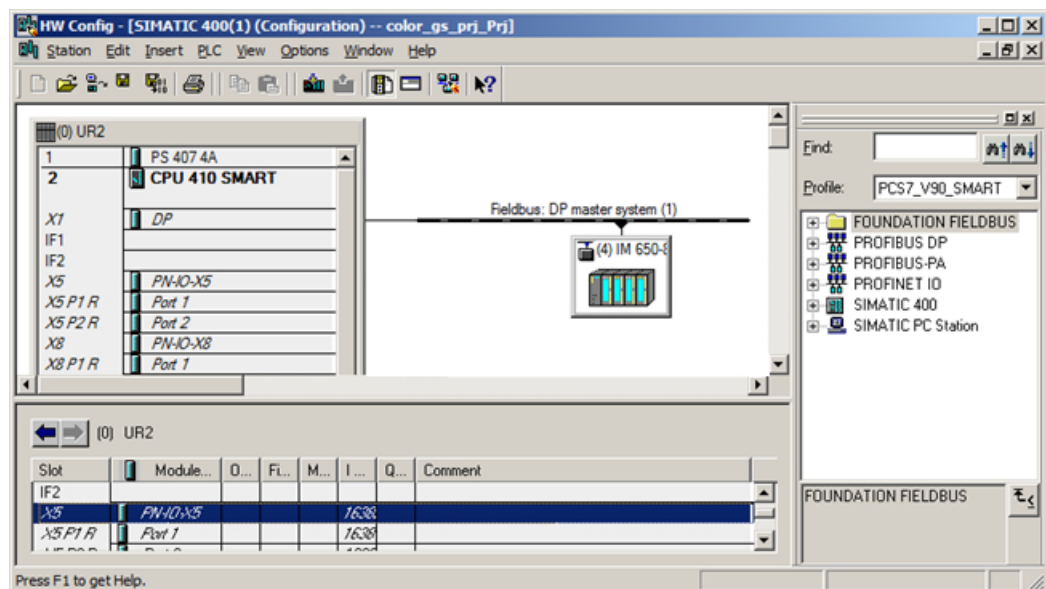 HW Config - [SIMATIC 400(1) (Configuration) -- color_gs_prj_Prj]
Station Edit Insert PLC View Options Window Help
(0) UR2
1 PS 407 4A
2 CPU 410 SMART
X1 DP
IF1
IF2
X5 PN-IO-X5
X5 P1 R Port 1
X5 P2 R Port 2
X8 PN-IO-X8
X8 P1 R Port 1
Fieldbus: DP master system (1)
(4) IM 650-8
Find:
Profile: PCS7_V90_SMART
FOUNDATION FIELDBUS
PROFIBUS DP
PROFIBUS-PA
PROFINET IO
SIMATIC 400
SIMATIC PC Station
(0) UR2
Slot Module... O... Fi... M... I ... Q... Comment
IF2
X5 PN-IO-X5 1638
X5 P1 R Port 1 1638
FOUNDATION FIELDBUS
Press F1 to get Help.